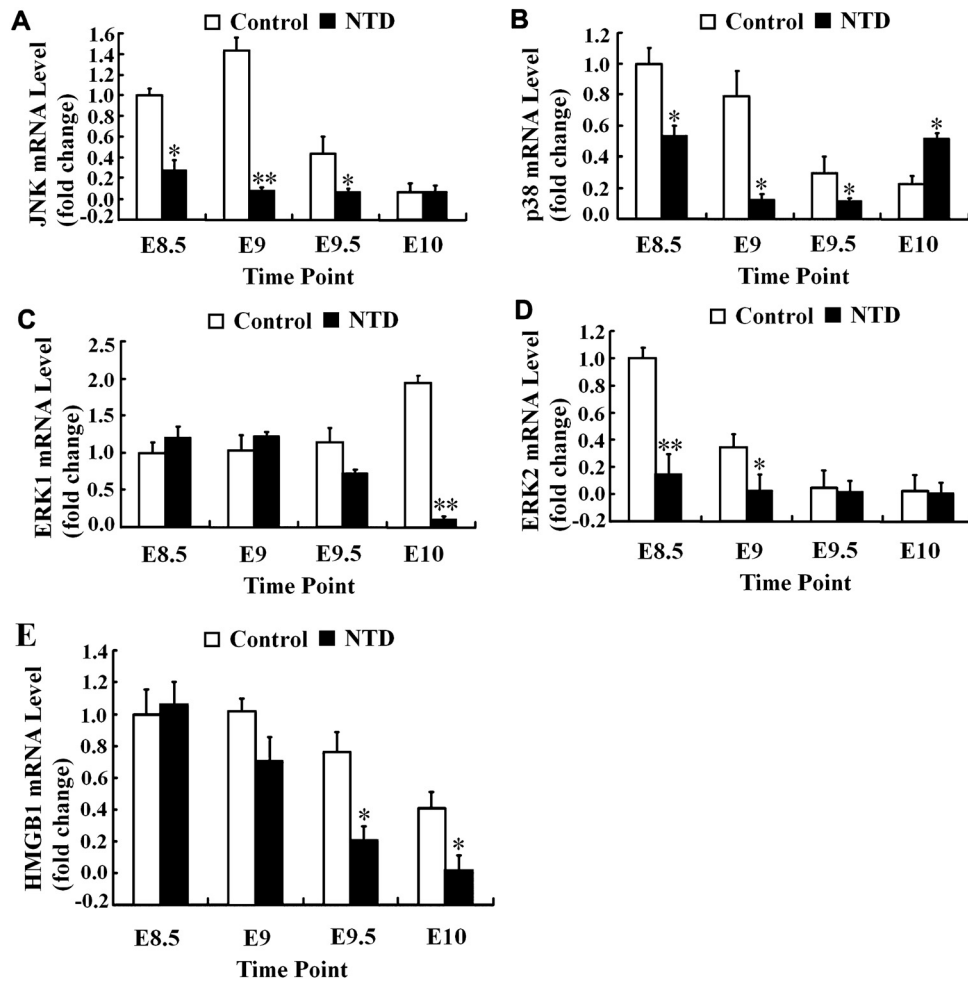 A
Control NTD
JNK mRNA Level
(fold change)
1.6
1.4
1.0
0.8
0.4
0.2
0.0
-0.2
*
**
*
E8.5 E9 E9.5 E10
Time Point
B
Control NTD
p38 mRNA Level
(fold change)
1.2
1.0
0.8
0.6
0.4
0.2
0.0
*
*
*
*
E8.5 E9 E9.5 E10
Time Point
C
Control NTD
ERK1 mRNA Level
(fold change)
2.5
2.0
1.5
1.0
0.5
0.0
**
E8.5 E9 E9.5 E10
Time Point
D
Control NTD
ERK2 mRNA Level
(fold change)
1.2
1.0
0.8
0.4
0.2
0.0
-0.2
**
*
E8.5 E9 E9.5 E10
Time Point
E
Control NTD
HMGB1 mRNA Level
(fold change)
1.4
1.2
1.0
0.8
0.6
0.4
0.2
0.0
-0.2
*
*
E8.5 E9 E9.5 E10
Time Point